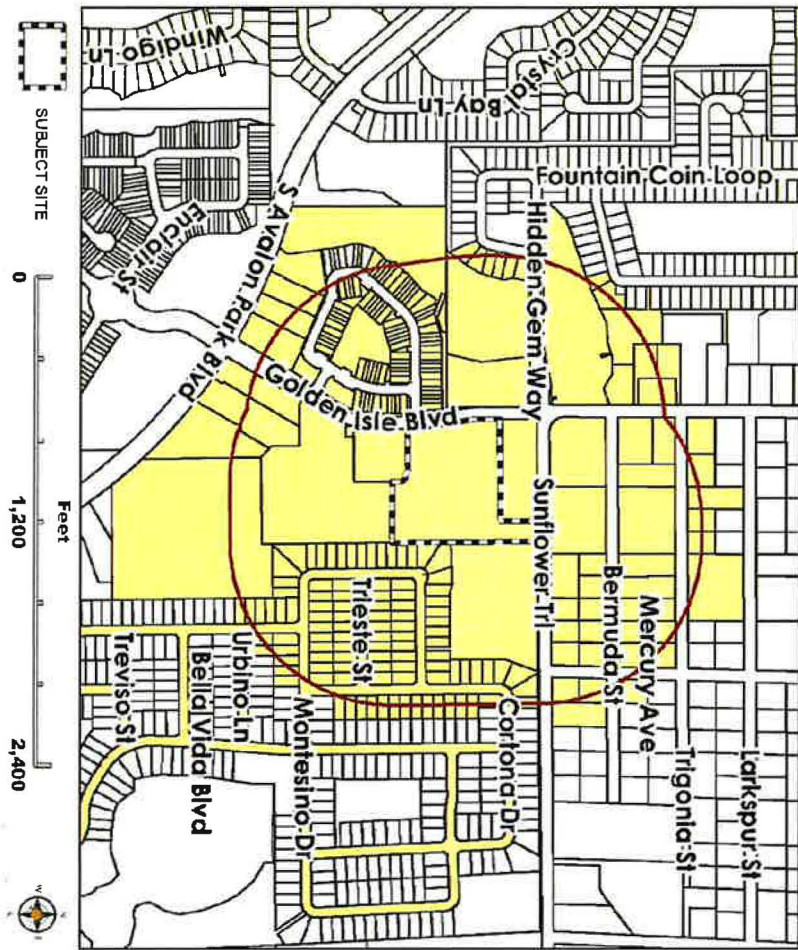 Windigo Ln
Crystal Bay Ln
Fountain Coin Loop
SUBJECT SITE
Enclair St
S Avalon Park Blvd
Hidden Gem Way
Golden Isle Blvd
Sunflower Trl
Bermuda St
Mercury Ave
Trigonia St
Larkspur St
Trieste St
Cortona Dr
Montesino Dr
Urbino Ln
Bella Vida Blvd
Treviso St
0
1,200
2,400
Feet